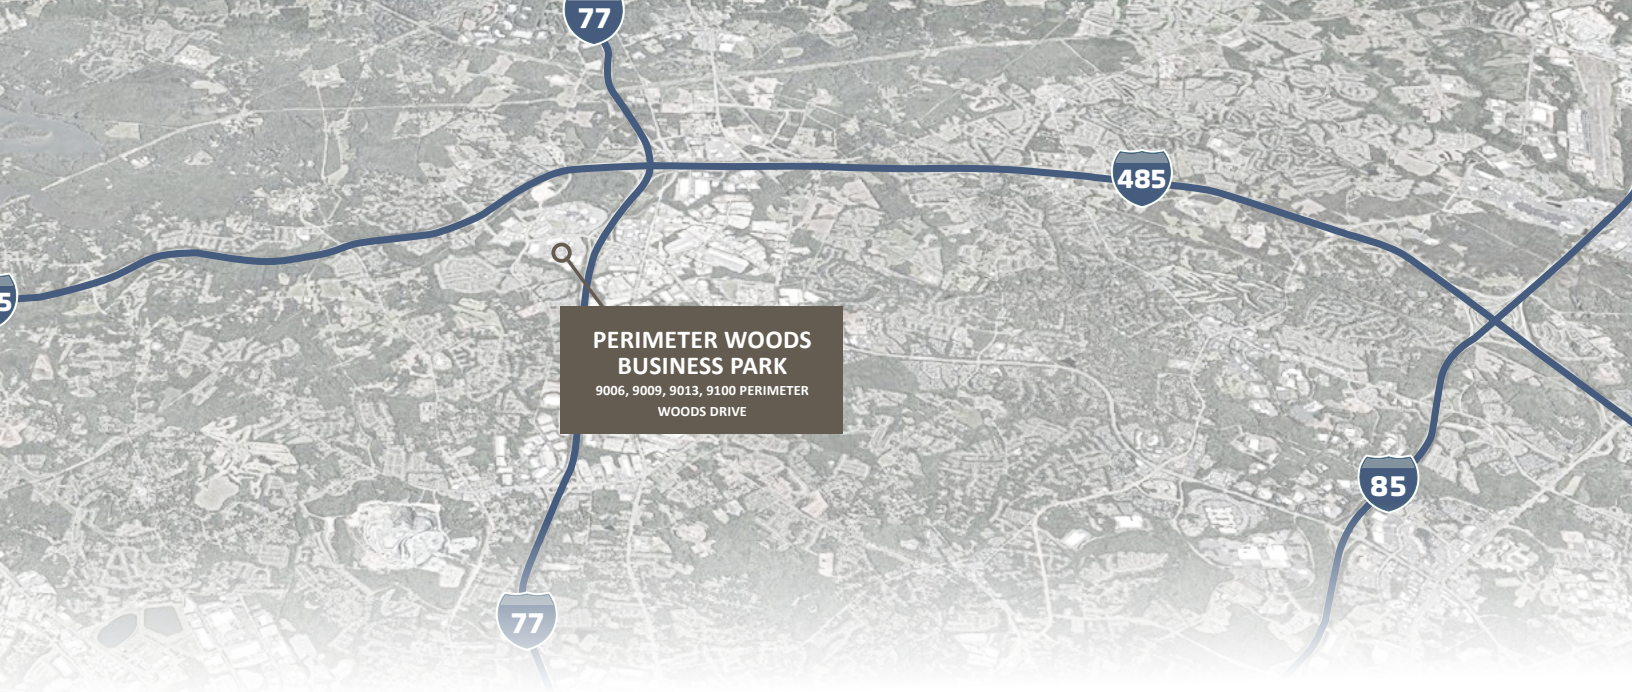 77
485
5
PERIMETER WOODS
BUSINESS PARK
9006, 9009, 9013, 9100 PERIMETER
WOODS DRIVE
85
77